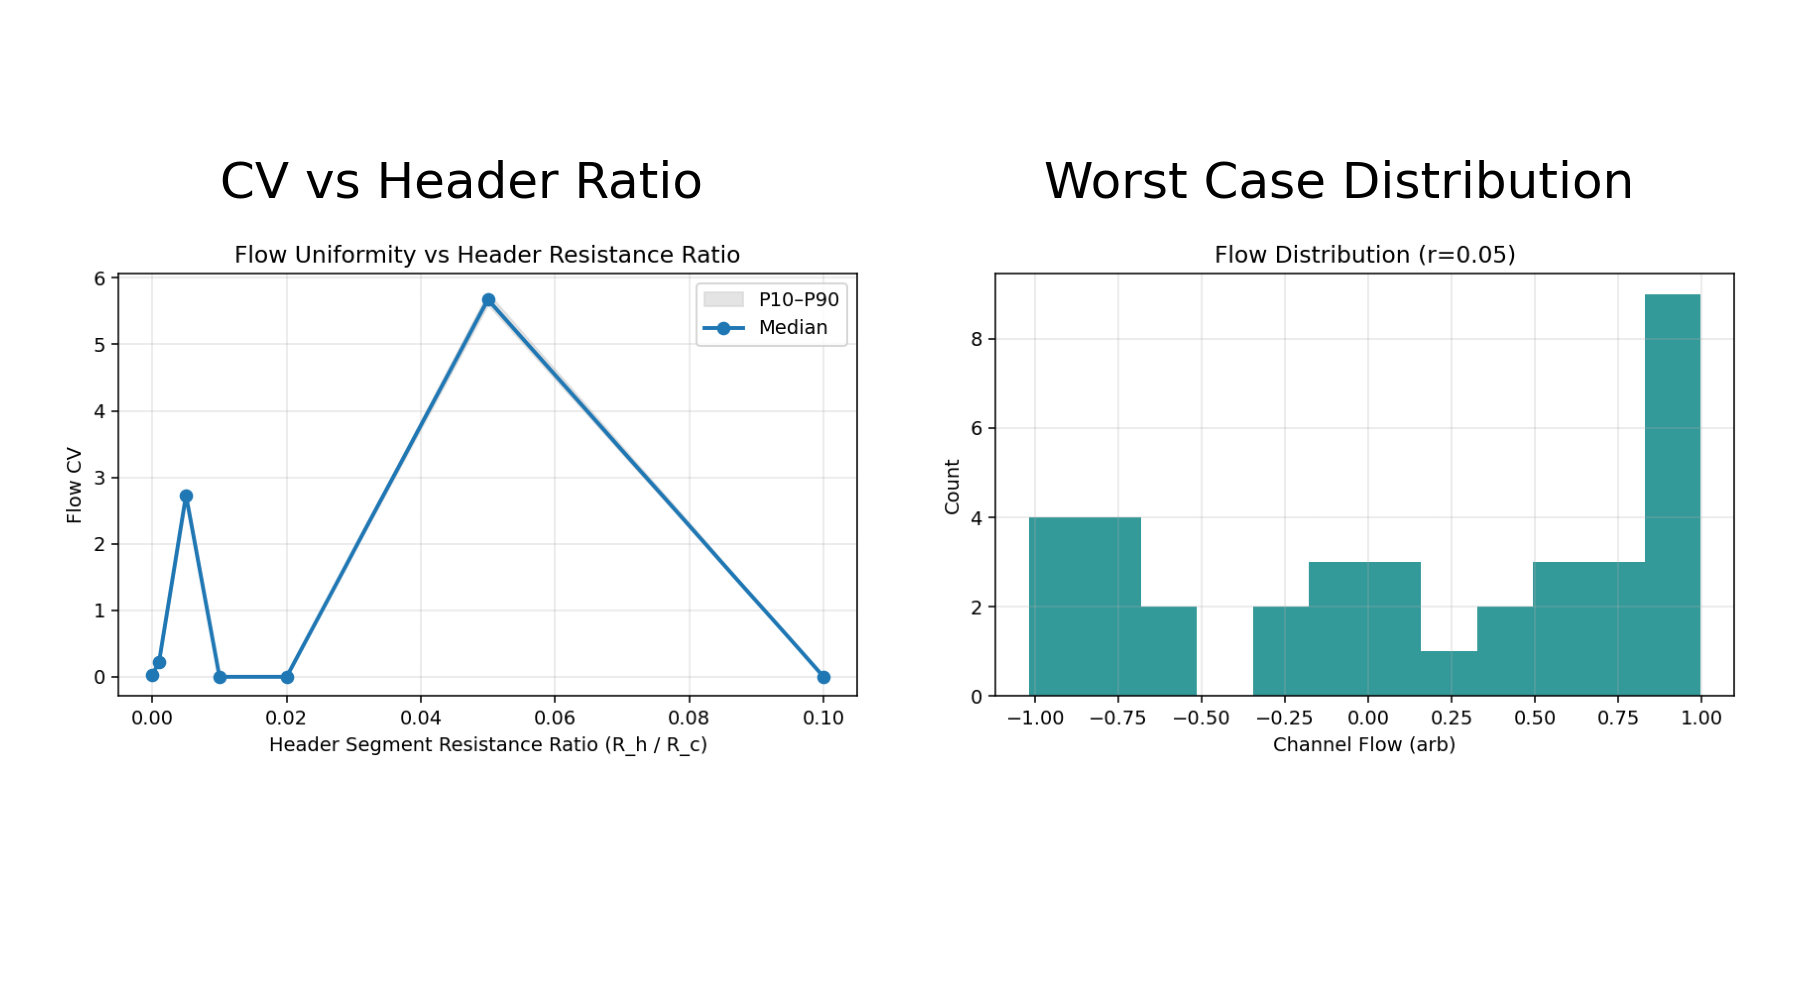 CV vs Header Ratio
Flow Uniformity vs Header Resistance Ratio
6
5
4
3
2
1
0
Flow CV
P10–P90
Median
0.00 0.02 0.04 0.06 0.08 0.10
Header Segment Resistance Ratio (R_h / R_c)
Worst Case Distribution
Flow Distribution (r=0.05)
8
6
4
2
0
Count
−1.00 −0.75 −0.50 −0.25 0.00 0.25 0.50 0.75 1.00
Channel Flow (arb)